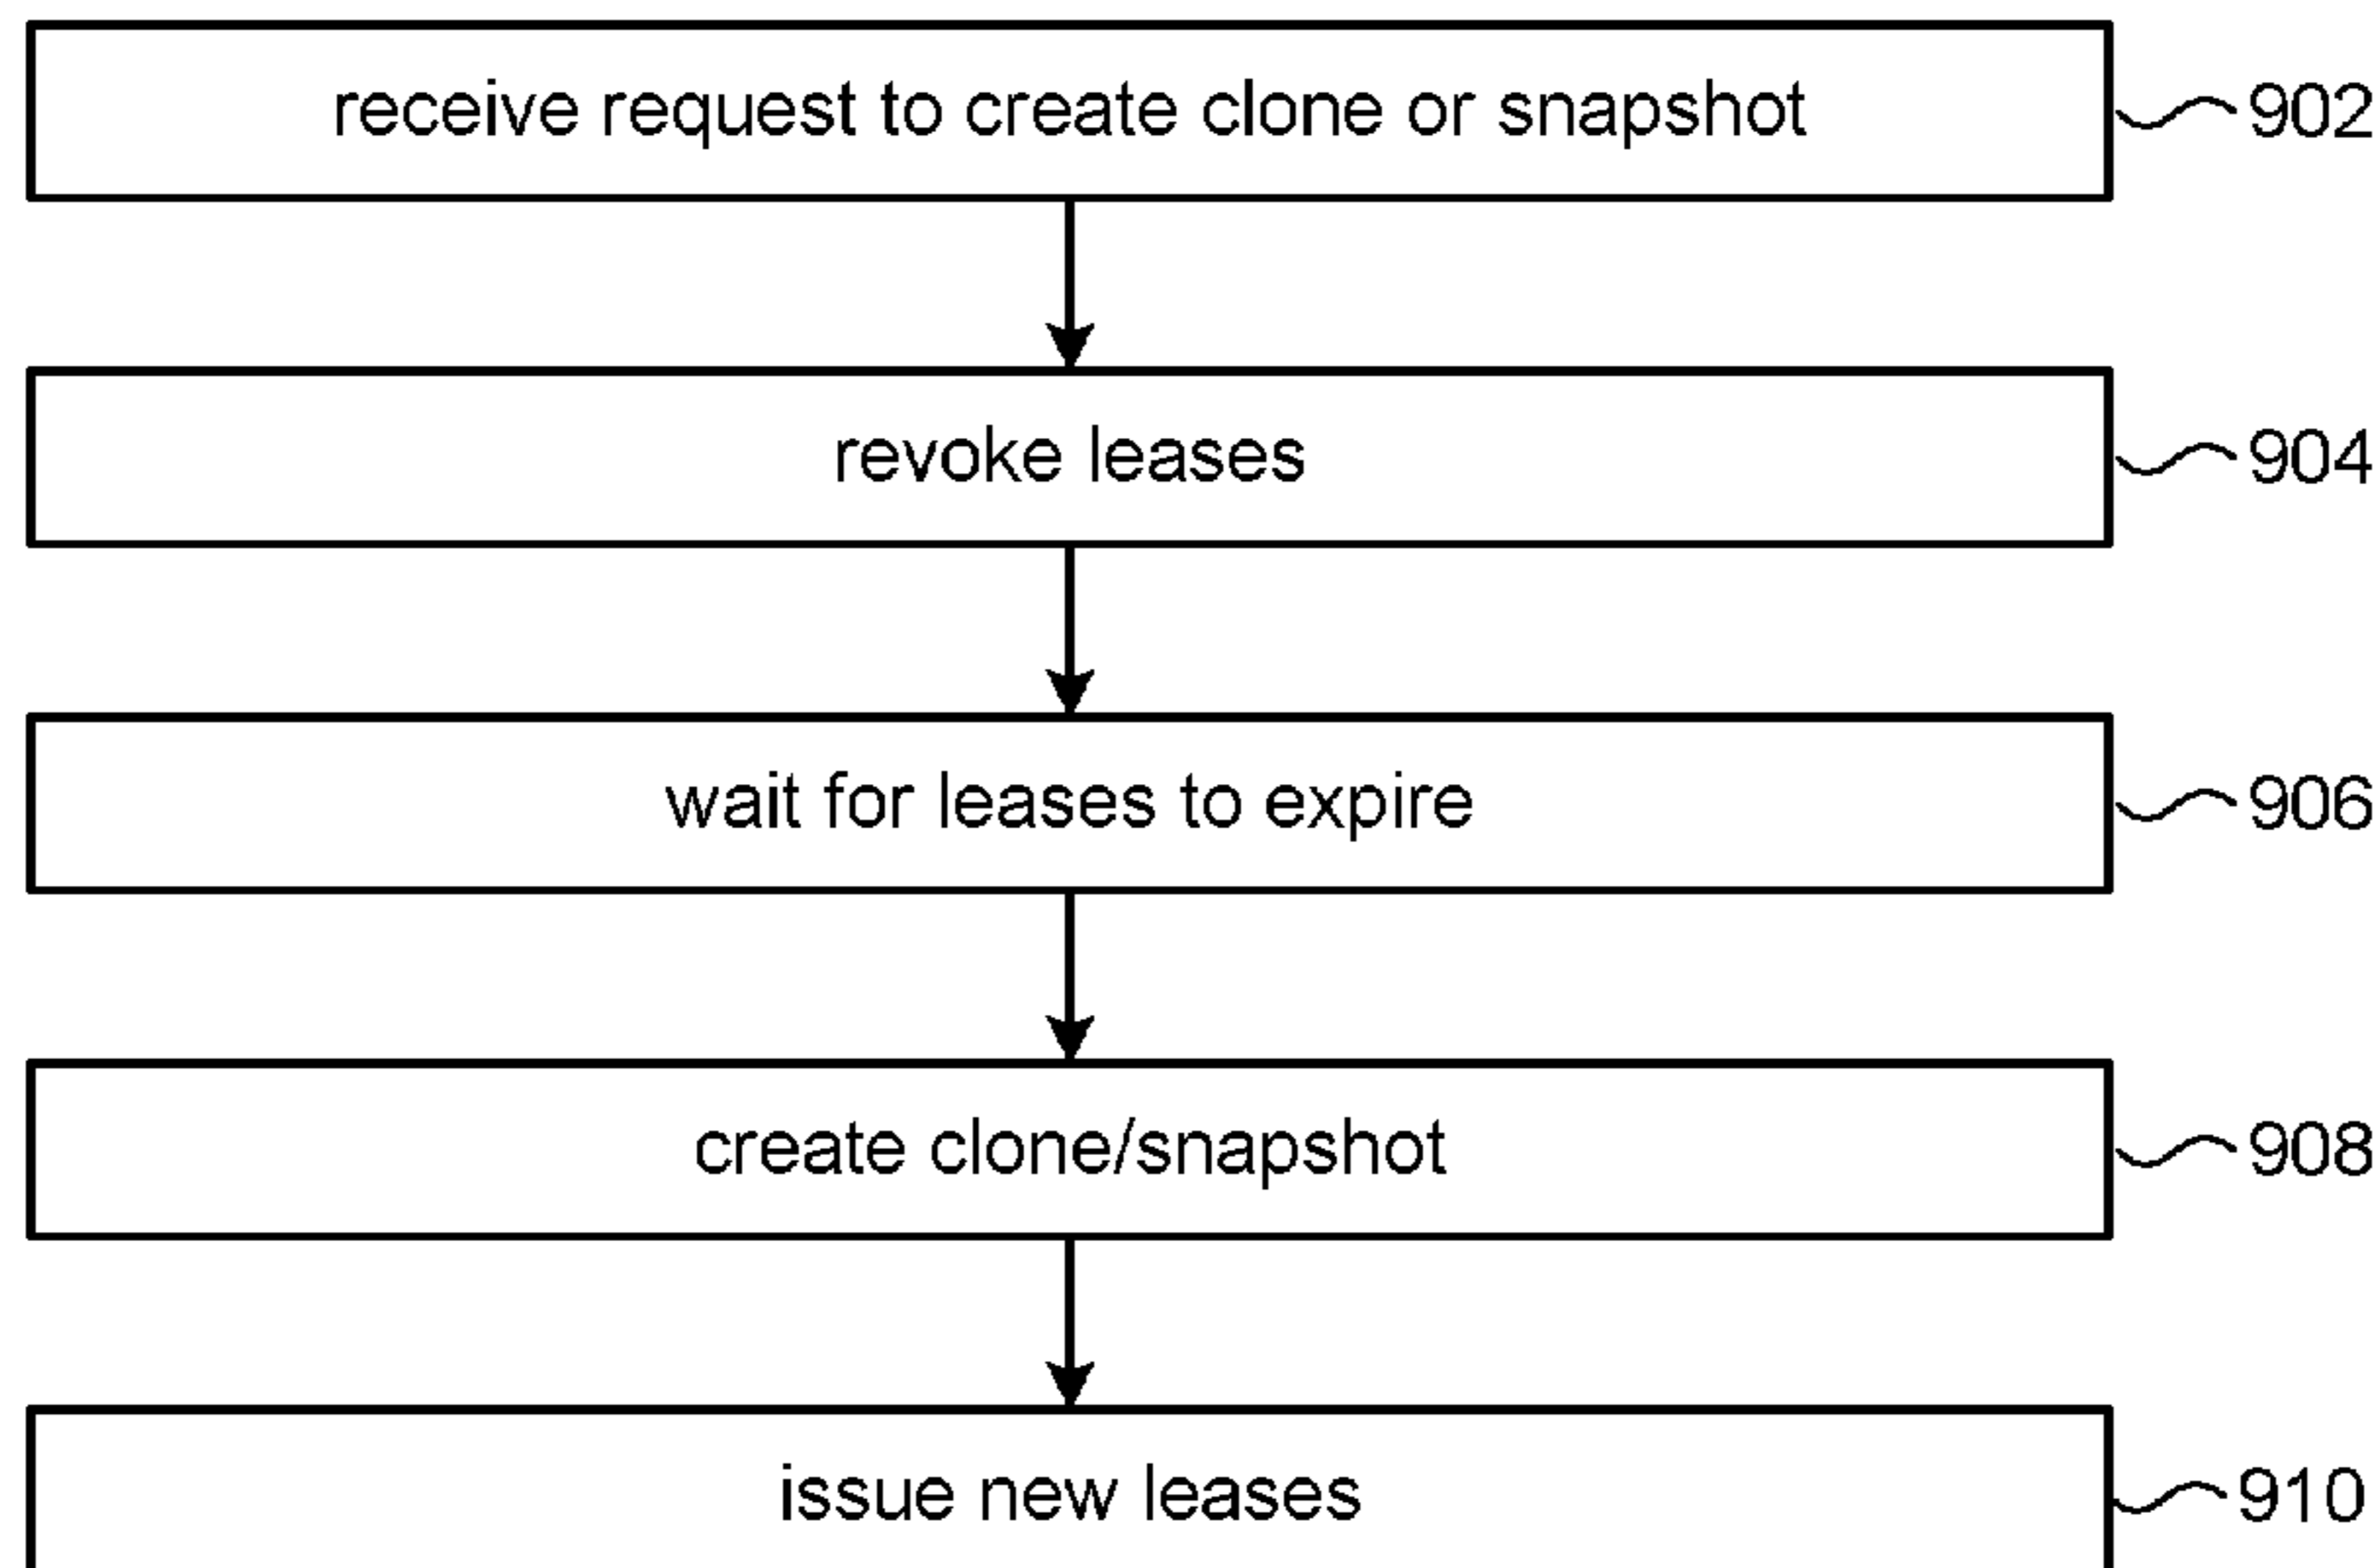 receive request to create clone or snapshot 902
revoke leases 904
wait for leases to expire 906
create clone/snapshot 908
issue new leases 910